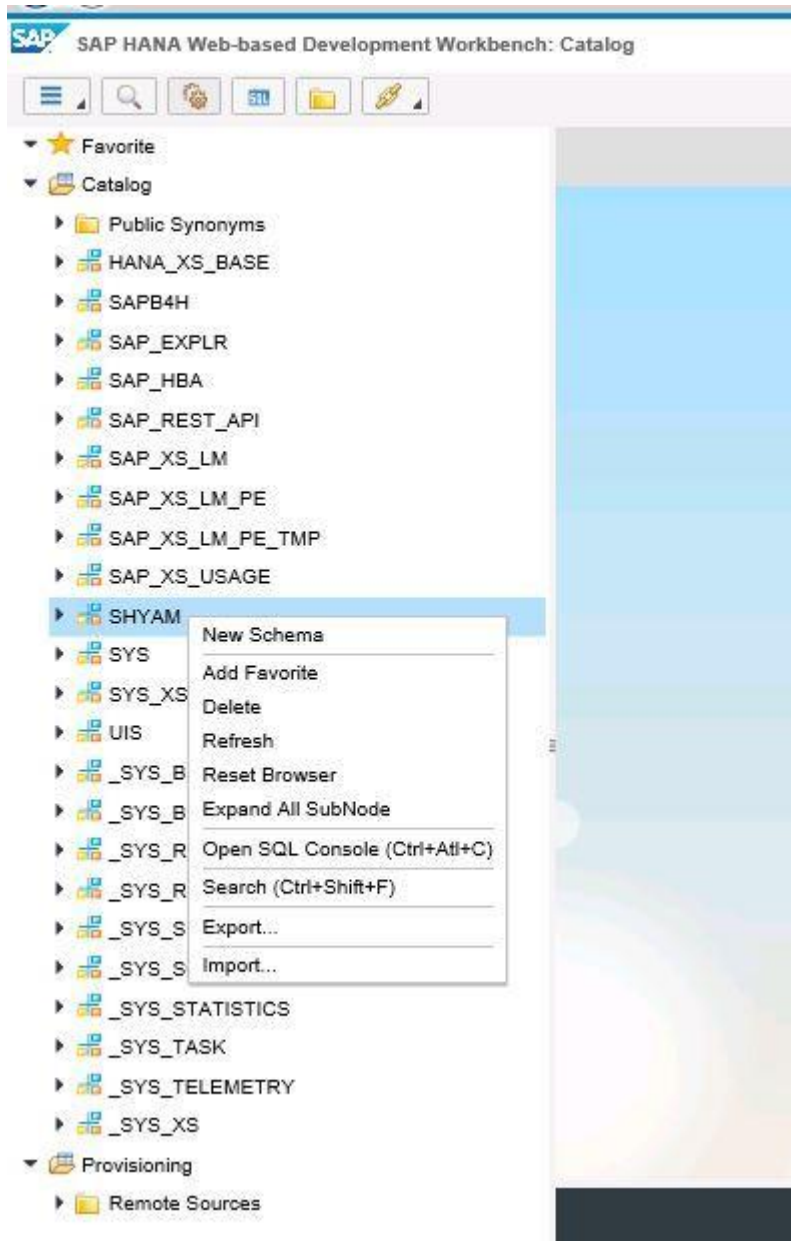 SAP SAP HANA Web-based Development Workbench: Catalog
SQL
Favorite
Catalog
Public Synonyms
HANA_XS_BASE
SAPB4H
SAP_EXPLR
SAP_HBA
SAP_REST_API
SAP_XS_LM
SAP_XS_LM_PE
SAP_XS_LM_PE_TMP
SAP_XS_USAGE
SHYAM
SYS
SYS_XS
UIS
_SYS_B
_SYS_B
_SYS_R
_SYS_R
_SYS_S
_SYS_S
_SYS_STATISTICS
_SYS_TASK
_SYS_TELEMETRY
_SYS_XS
Provisioning
Remote Sources
New Schema
Add Favorite
Delete
Refresh
Reset Browser
Expand All SubNode
Open SQL Console (Ctrl+Atl+C)
Search (Ctrl+Shift+F)
Export...
Import...